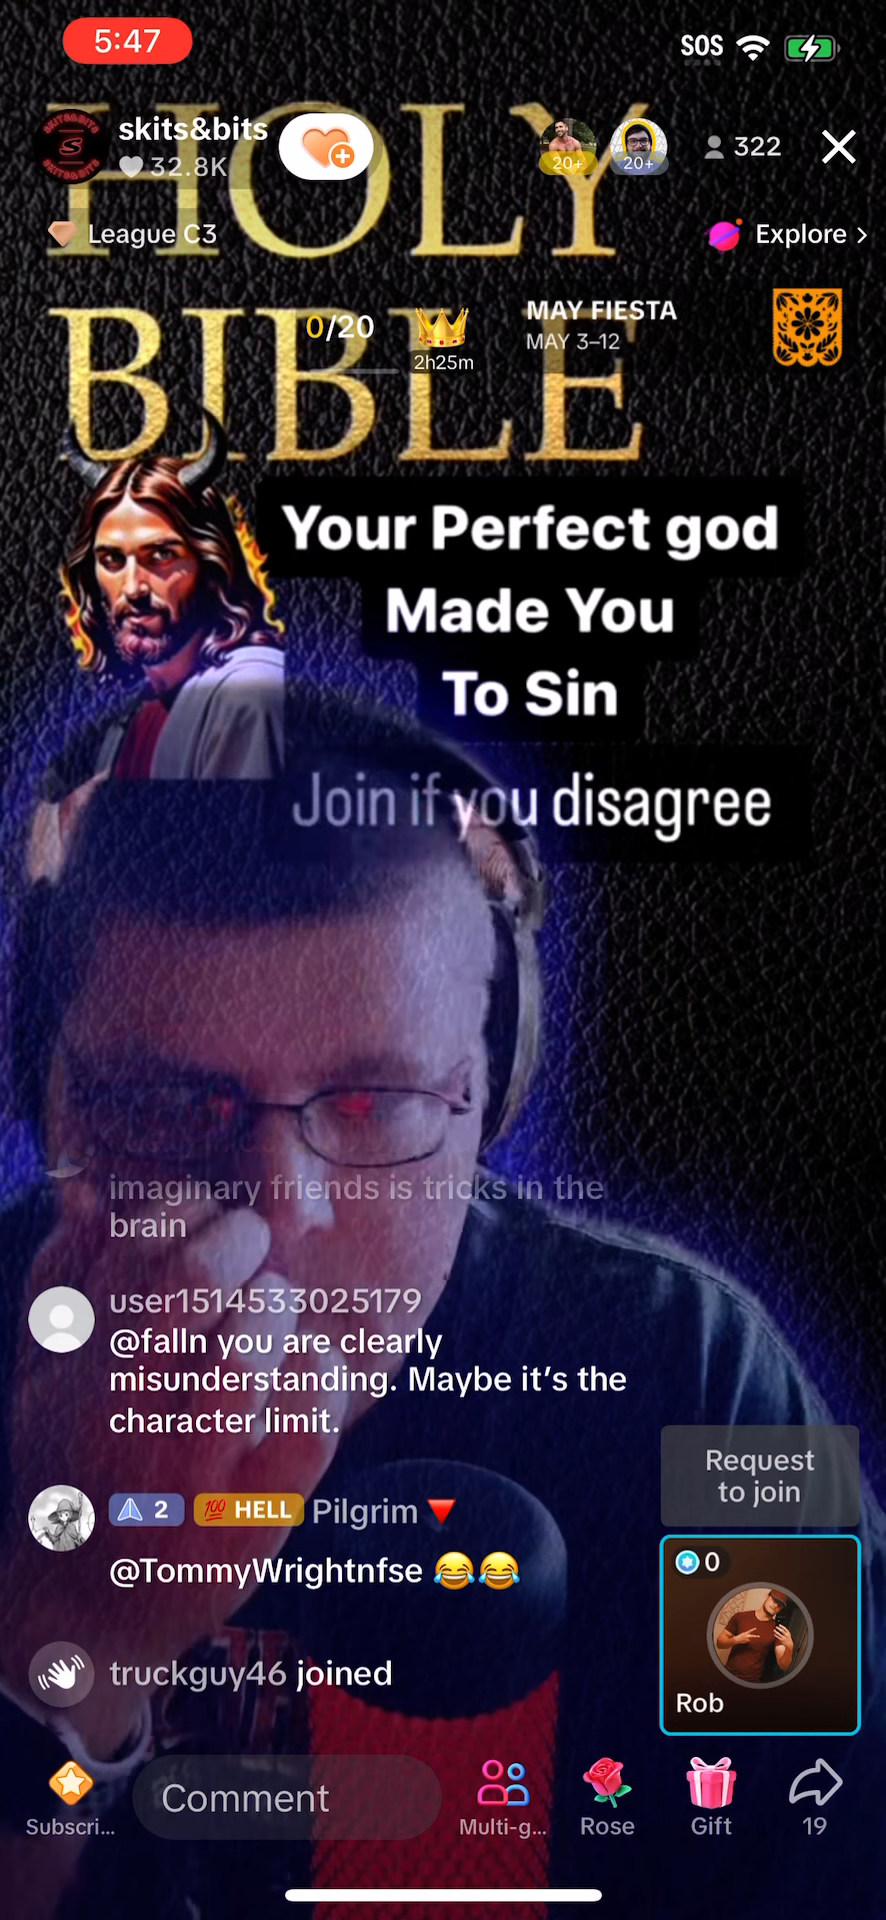 5:47
SOS
HOLY
BIBLE
skits&bits
32.8K
20+
20+
322
League C3
Explore >
0/20
2h25m
MAY FIESTA
MAY 3–12
Your Perfect god
Made You
To Sin
Join if you disagree
imaginary friends is tricks in the
brain
user1514533025179
@falln you are clearly
misunderstanding. Maybe it’s the
character limit.
2 💯 HELL Pilgrim🔻
@TommyWrightnfse 😂😂
truckguy46 joined
Request
to join
0
Rob
Subscri...
Comment
Multi-g...
Rose
Gift
19